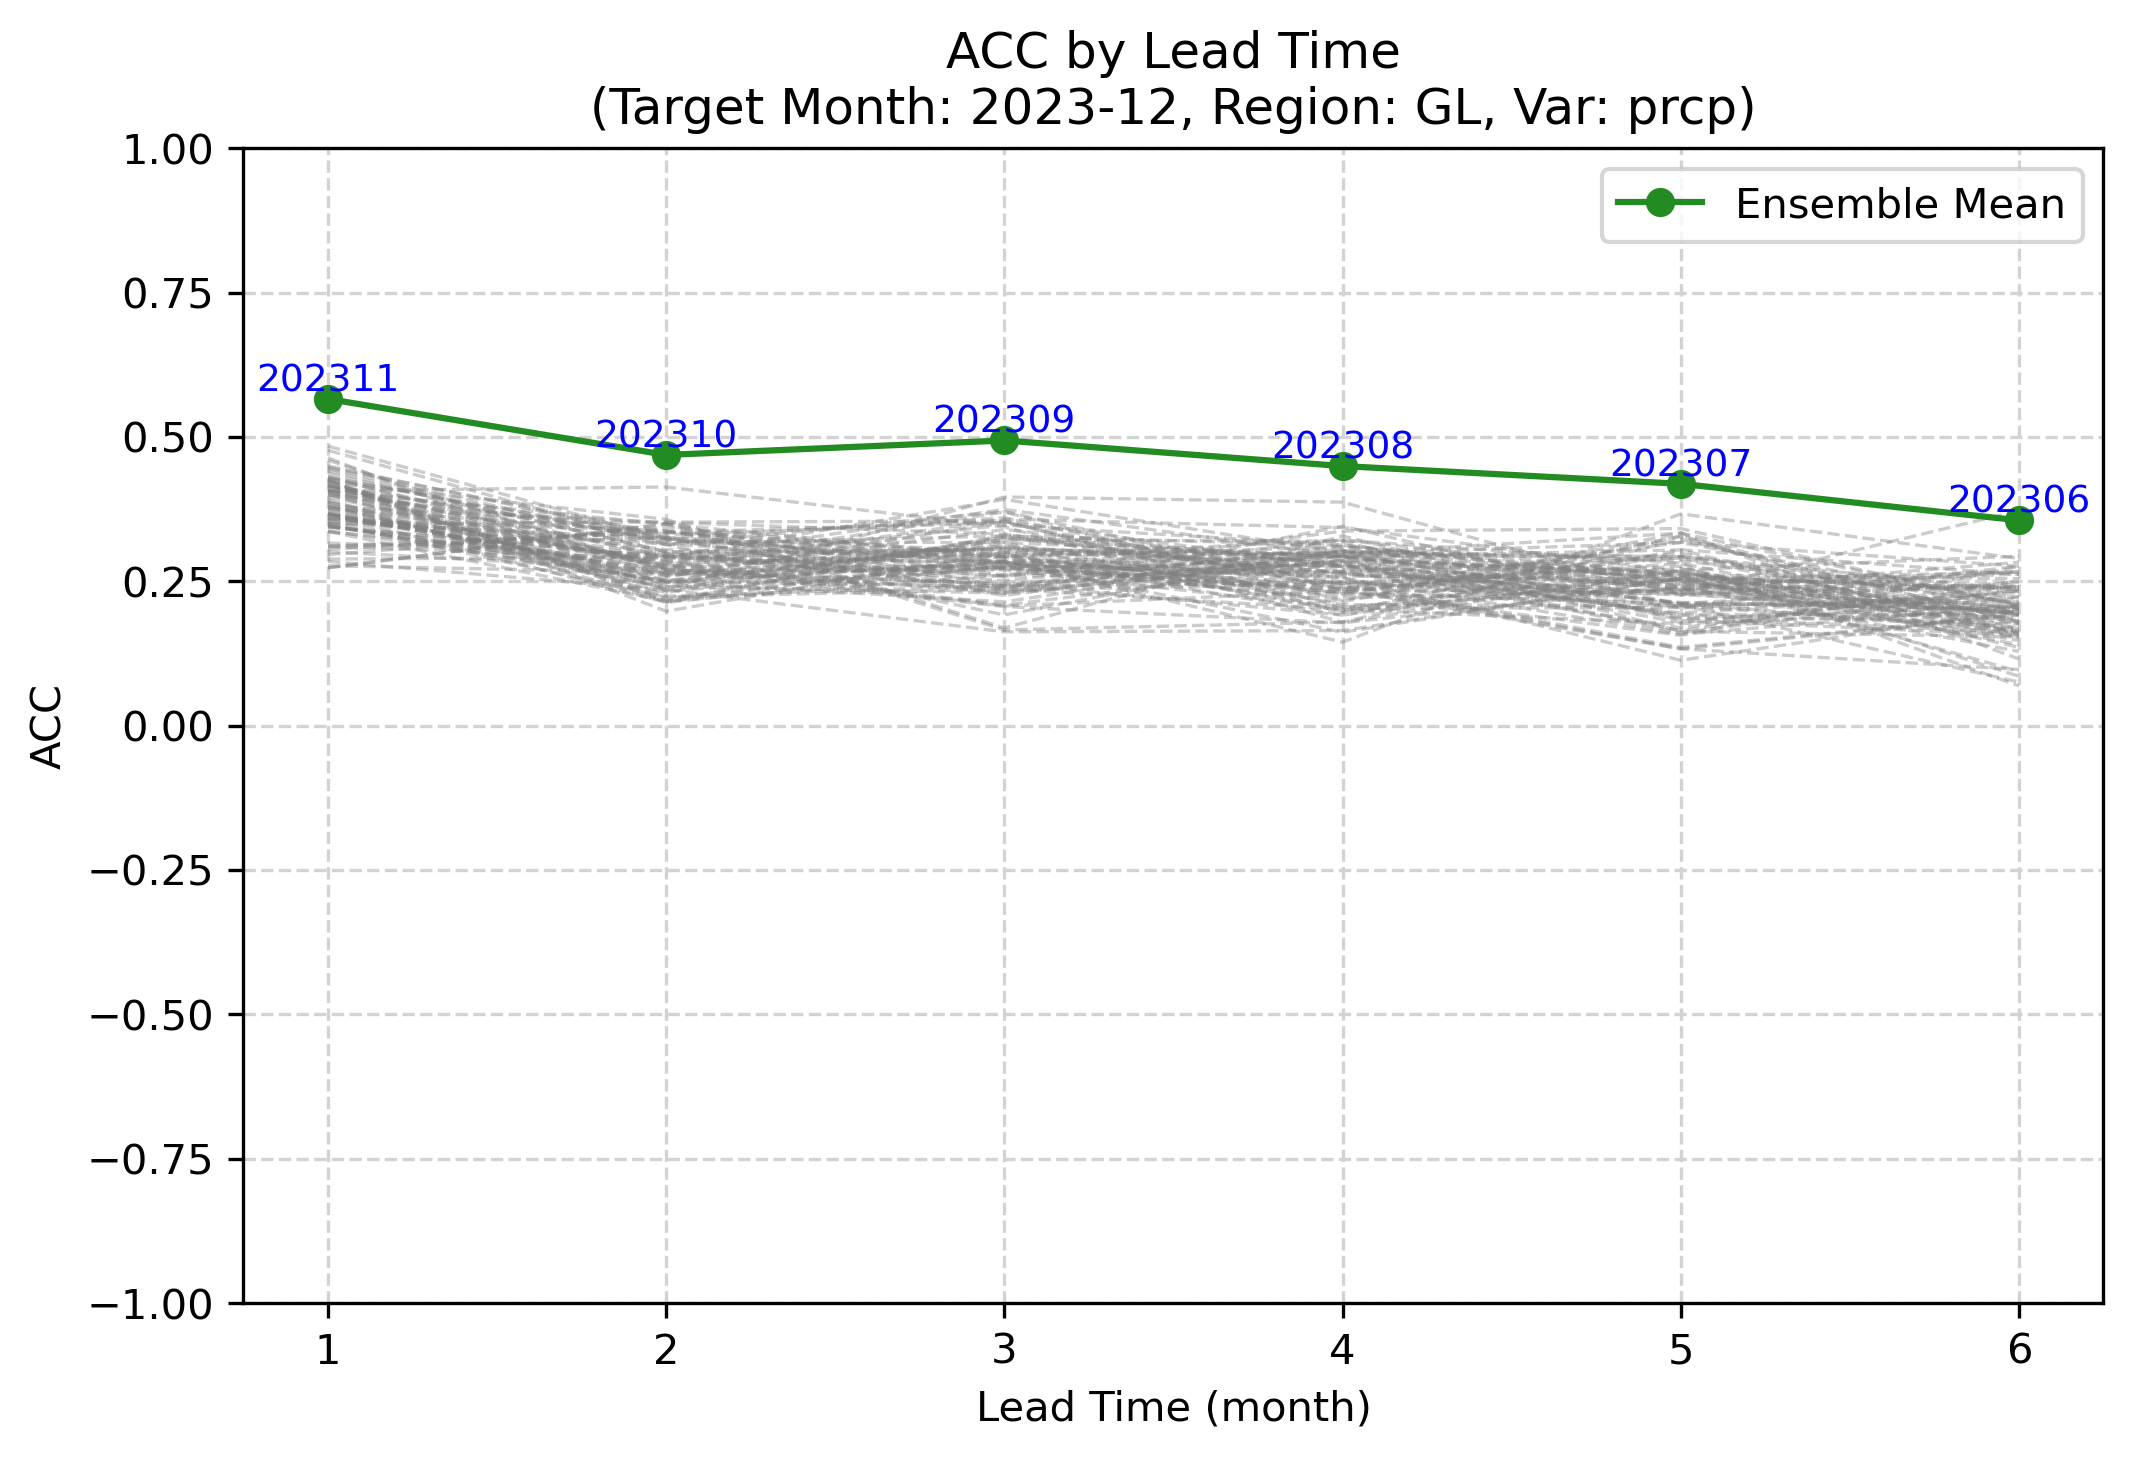 ACC by Lead Time
(Target Month: 2023-12, Region: GL, Var: prcp)
1.00
0.75
0.50
0.25
0.00
−0.25
−0.50
−0.75
−1.00
ACC
Ensemble Mean
202311
202310
202309
202308
202307
202306
1 2 3 4 5 6
Lead Time (month)